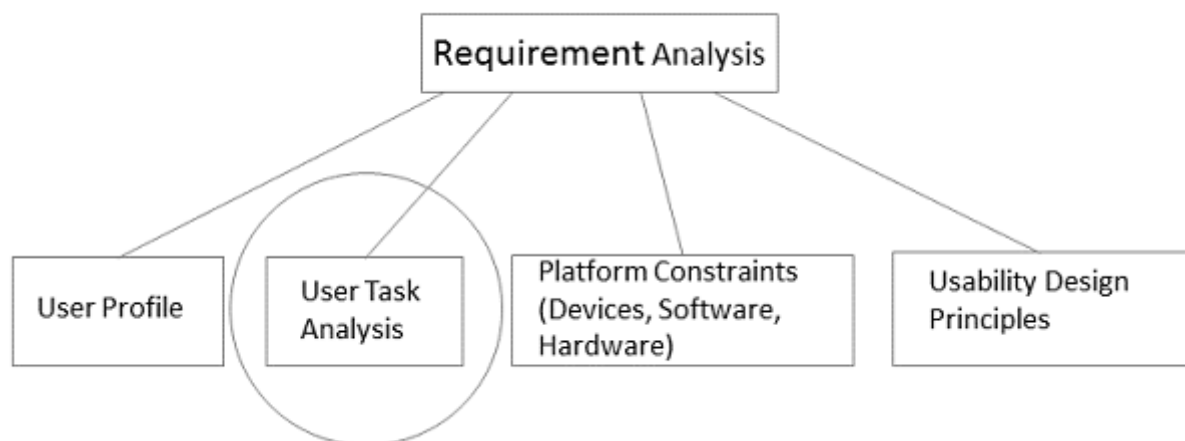 Requirement Analysis
User Profile
User Task
Analysis
Platform Constraints
(Devices, Software,
Hardware)
Usability Design
Principles